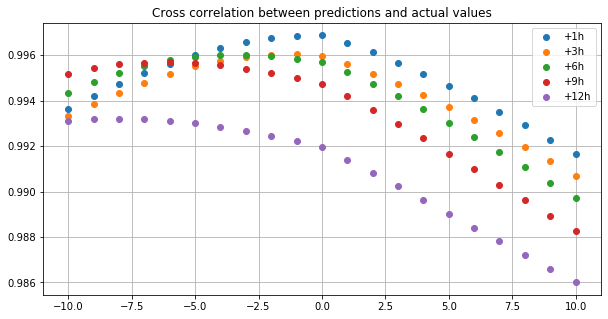 Cross correlation between predictions and actual values
+1h
+3h
+6h
+9h
+12h
0.996
0.994
0.992
0.990
0.988
0.986
−10.0 −7.5 −5.0 −2.5 0.0 2.5 5.0 7.5 10.0